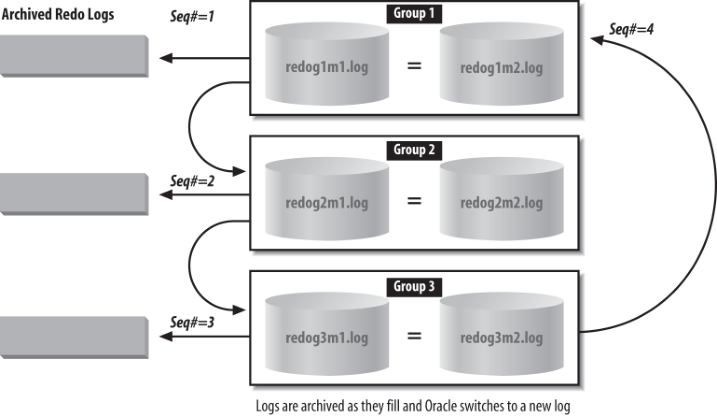 Archived Redo Logs
Seq#=1
Group 1
redog1m1.log = redog1m2.log
Seq#=4
Group 2
Seq#=2
redog2m1.log = redog2m2.log
Group 3
Seq#=3
redog3m1.log = redog3m2.log
Logs are archived as they fill and Oracle switches to a new log